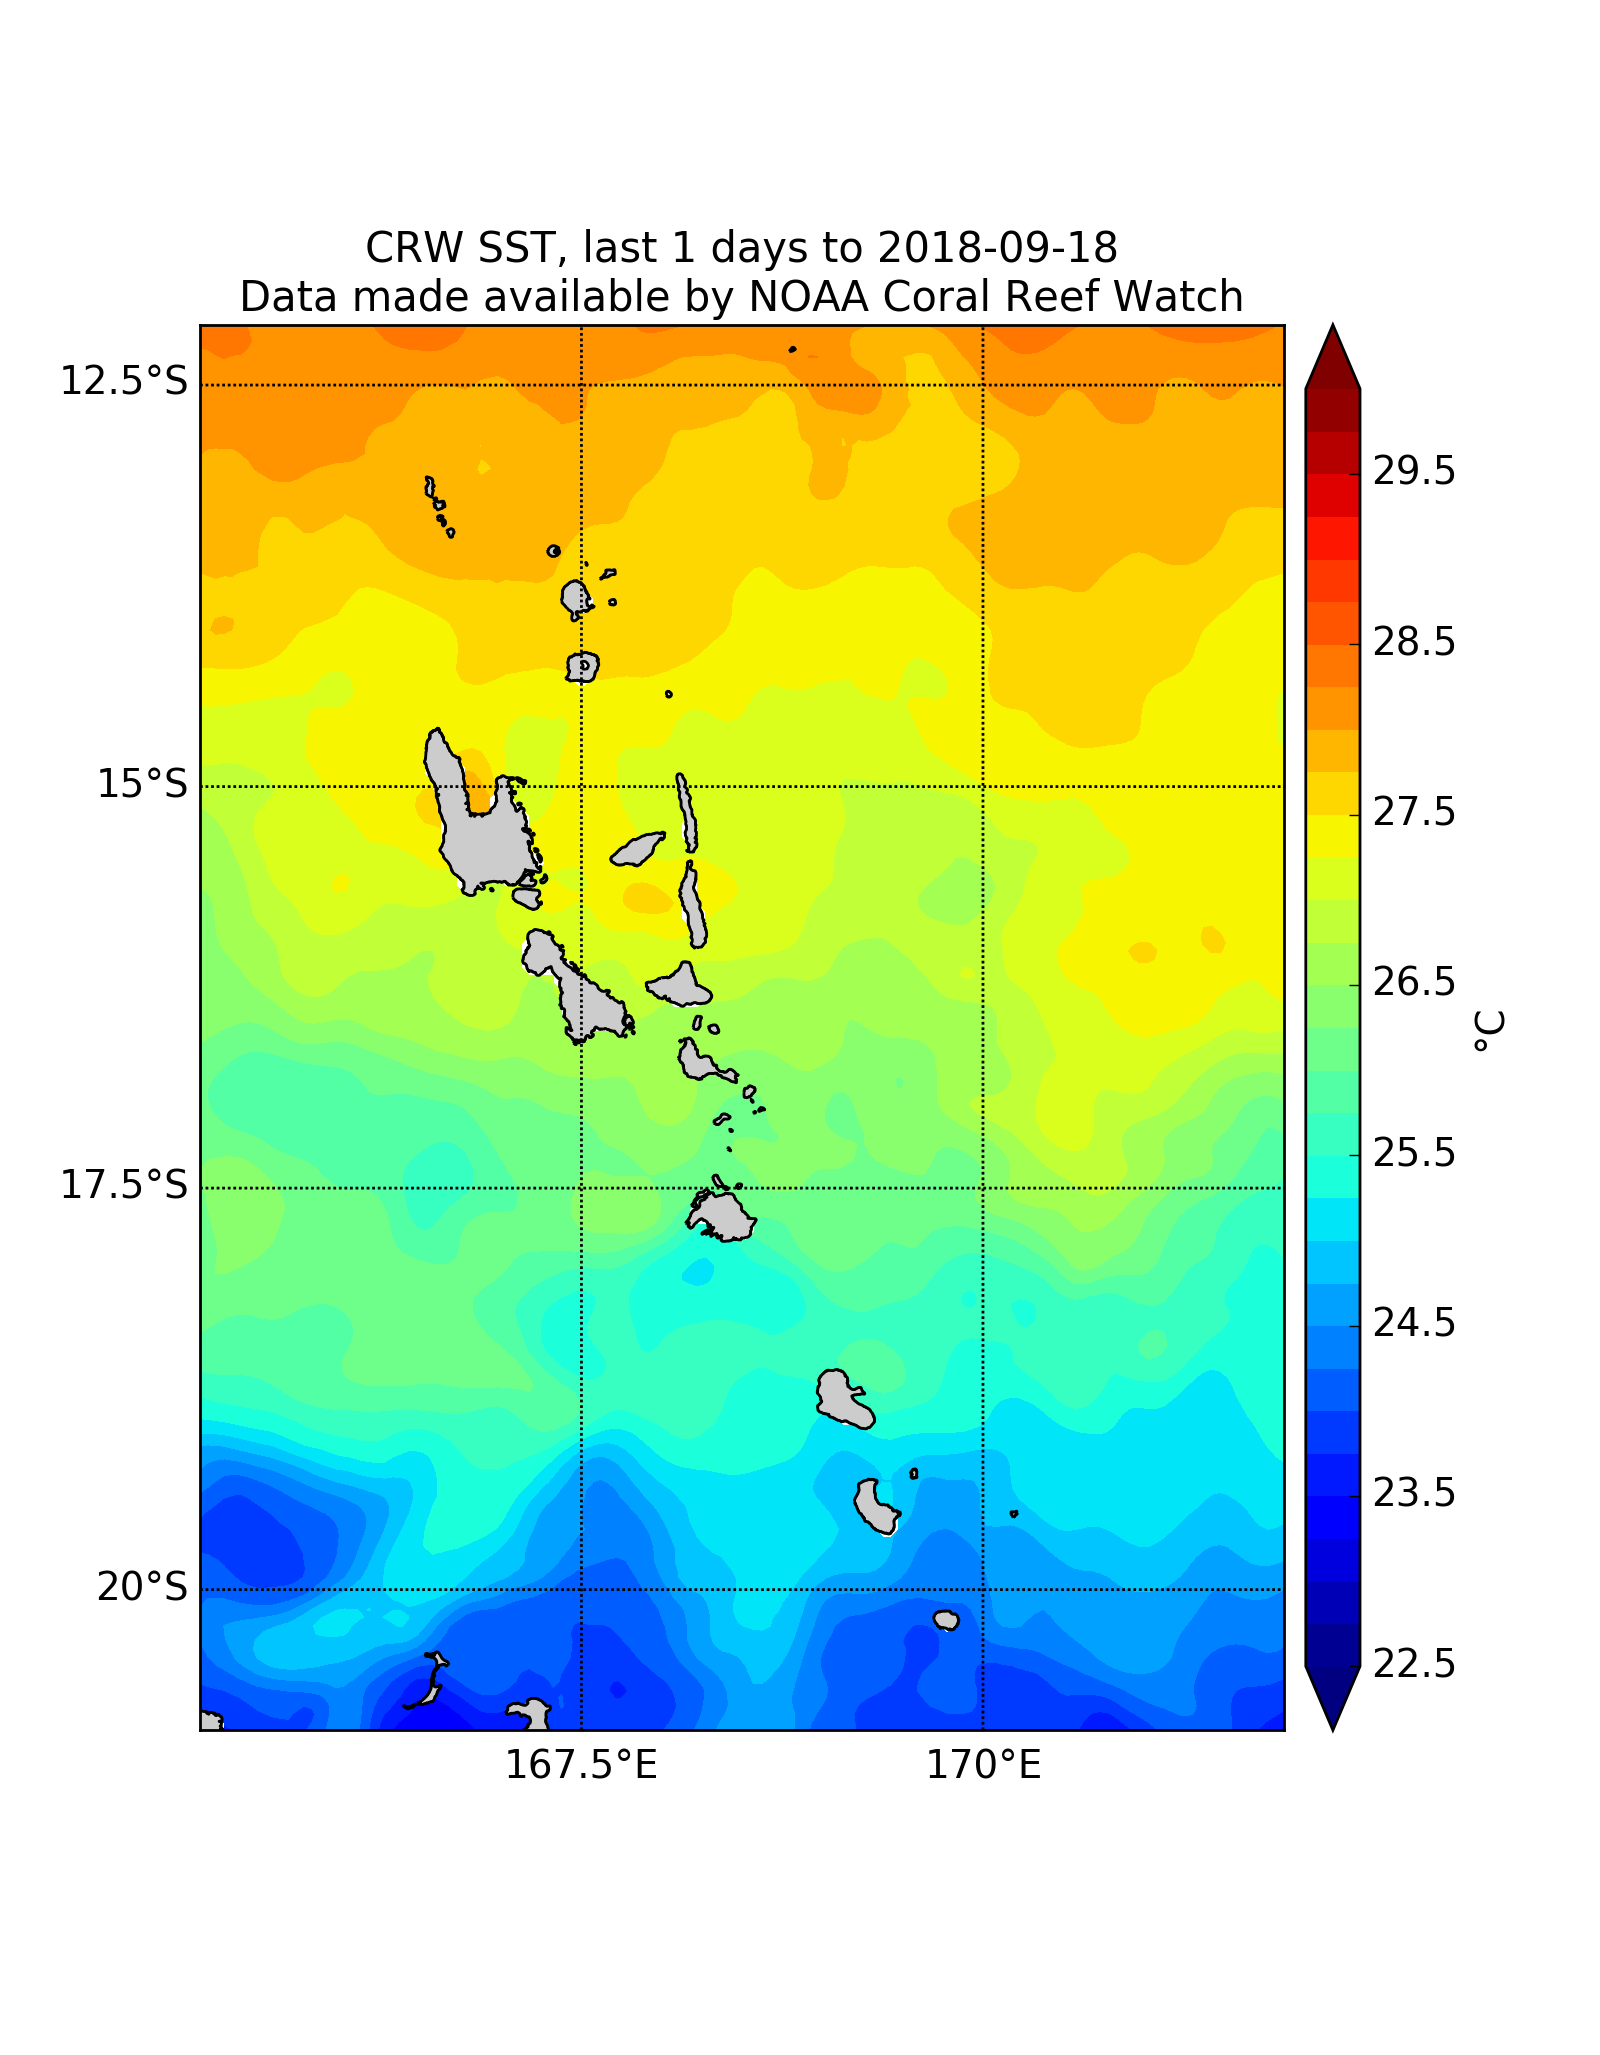 CRW SST, last 1 days to 2018-09-18
Data made available by NOAA Coral Reef Watch
12.5°S
15°S
17.5°S
20°S
167.5°E
170°E
29.5
28.5
27.5
26.5
25.5
24.5
23.5
22.5
°C